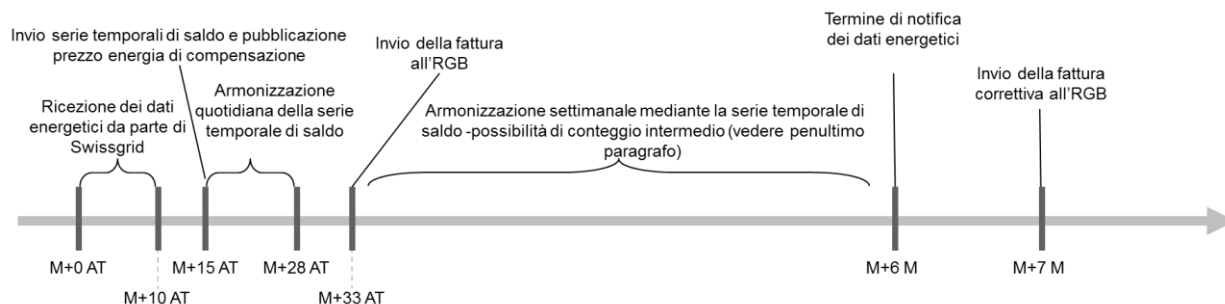 Invio serie temporali di saldo e pubblicazione
prezzo energia di compensazione
Ricezione dei dati
energetici da parte di
Swissgrid
Armonizzazione
quotidiana della serie
temporale di saldo
Invio della fattura
all'RGB
Armonizzazione settimanale mediante la serie temporale di
saldo -possibilità di conteggio intermedio (vedere penultimo
paragrafo)
Termine di notifica
dei dati energetici
Invio della fattura
correttiva all'RGB
M+0 AT
M+10 AT
M+15 AT
M+28 AT
M+33 AT
M+6 M
M+7 M